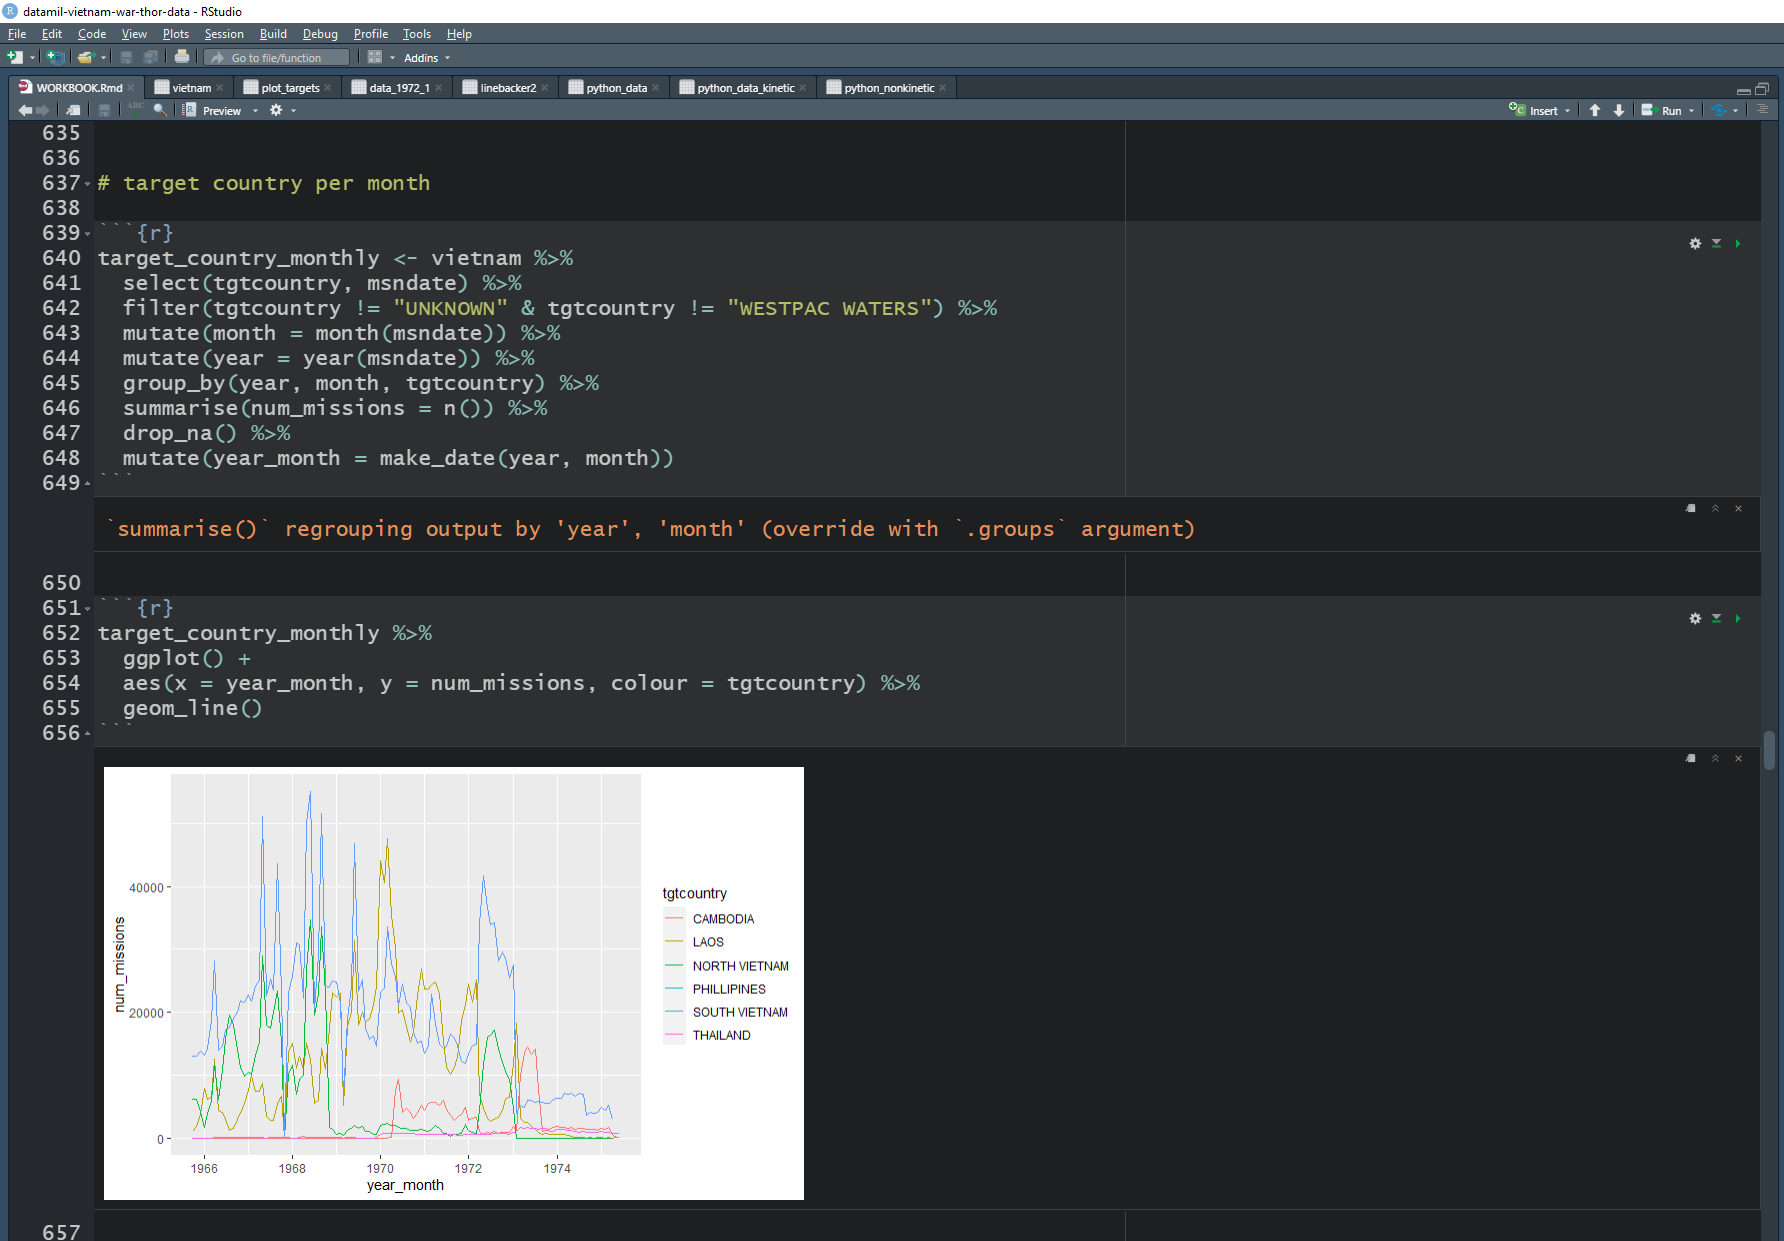 datamil-vietnam-war-thor-data - RStudio
File Edit Code View Plots Session Build Debug Profile Tools Help
Go to file/function Addins
WORKBOOK.Rmd vietnam plot_targets data_1972_1 linebacker2 python_data python_data_kinetic python_nonkinetic
ABC Preview Insert Run
635
636
637 # target country per month
638
639 ```{r}
640 target_country_monthly <- vietnam %>%
641 select(tgtcountry, msndate) %>%
642 filter(tgtcountry != "UNKNOWN" & tgtcountry != "WESTPAC WATERS") %>%
643 mutate(month = month(msndate)) %>%
644 mutate(year = year(msndate)) %>%
645 group_by(year, month, tgtcountry) %>%
646 summarise(num_missions = n()) %>%
647 drop_na() %>%
648 mutate(year_month = make_date(year, month))
649 ```
`summarise()` regrouping output by 'year', 'month' (override with `.groups` argument)
650
651 ```{r}
652 target_country_monthly %>%
653 ggplot() +
654 aes(x = year_month, y = num_missions, colour = tgtcountry) %>%
655 geom_line()
656 ```
num_missions
40000
20000
0
1966 1968 1970 1972 1974
year_month
tgtcountry
CAMBODIA
LAOS
NORTH VIETNAM
PHILLIPINES
SOUTH VIETNAM
THAILAND
657